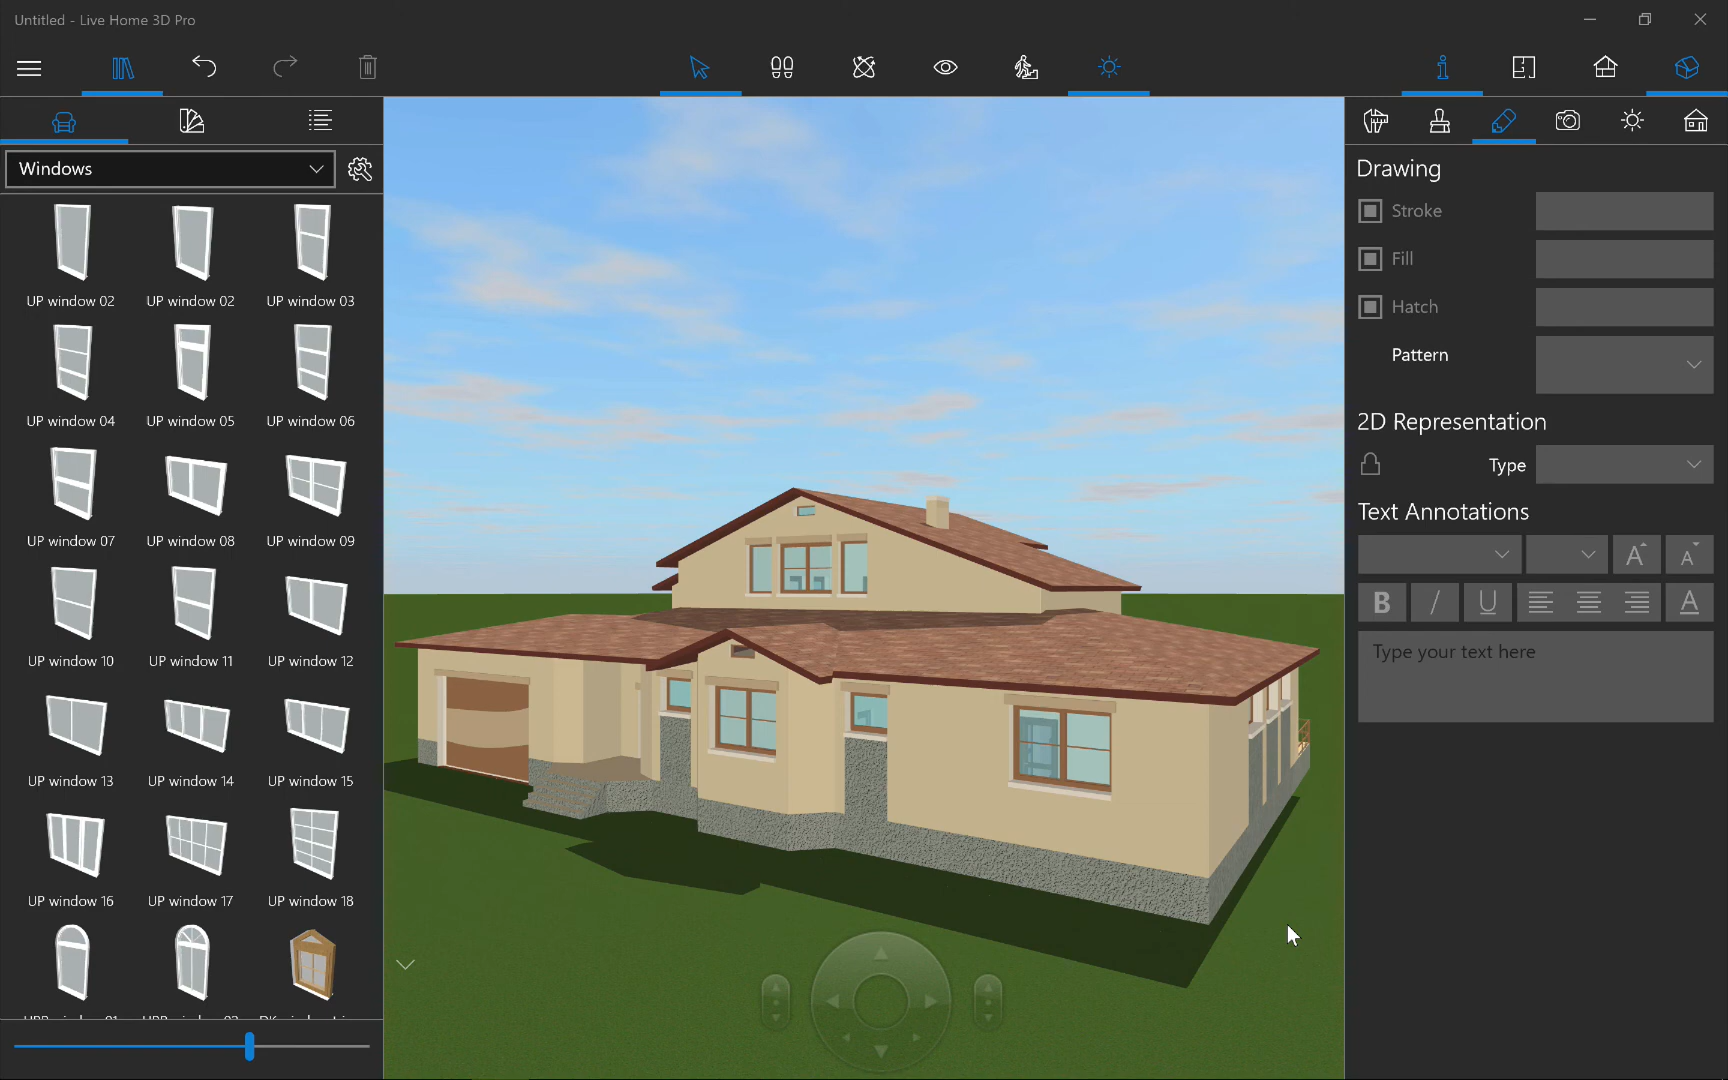 Untitled - Live Home 3D Pro
Windows
UP window 02
UP window 02
UP window 03
UP window 04
UP window 05
UP window 06
UP window 07
UP window 08
UP window 09
UP window 10
UP window 11
UP window 12
UP window 13
UP window 14
UP window 15
UP window 16
UP window 17
UP window 18
Drawing
Stroke
Fill
Hatch
Pattern
2D Representation
Type
Text Annotations
A A
B / U A
Type your text here